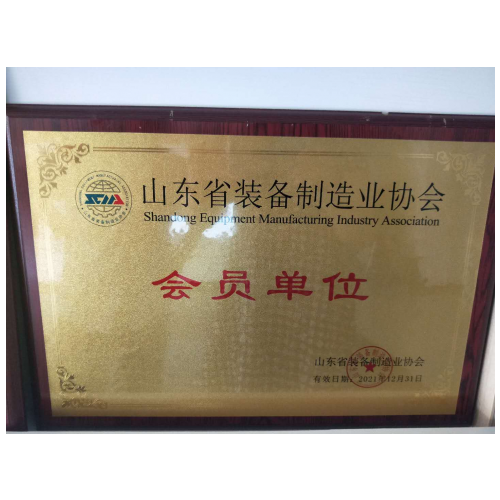 山东省装备制造业协会
Shandong Equipment Manufacturing Industry Association
会员单位
山东省装备制造业协会
有效日期:2021年12月31日